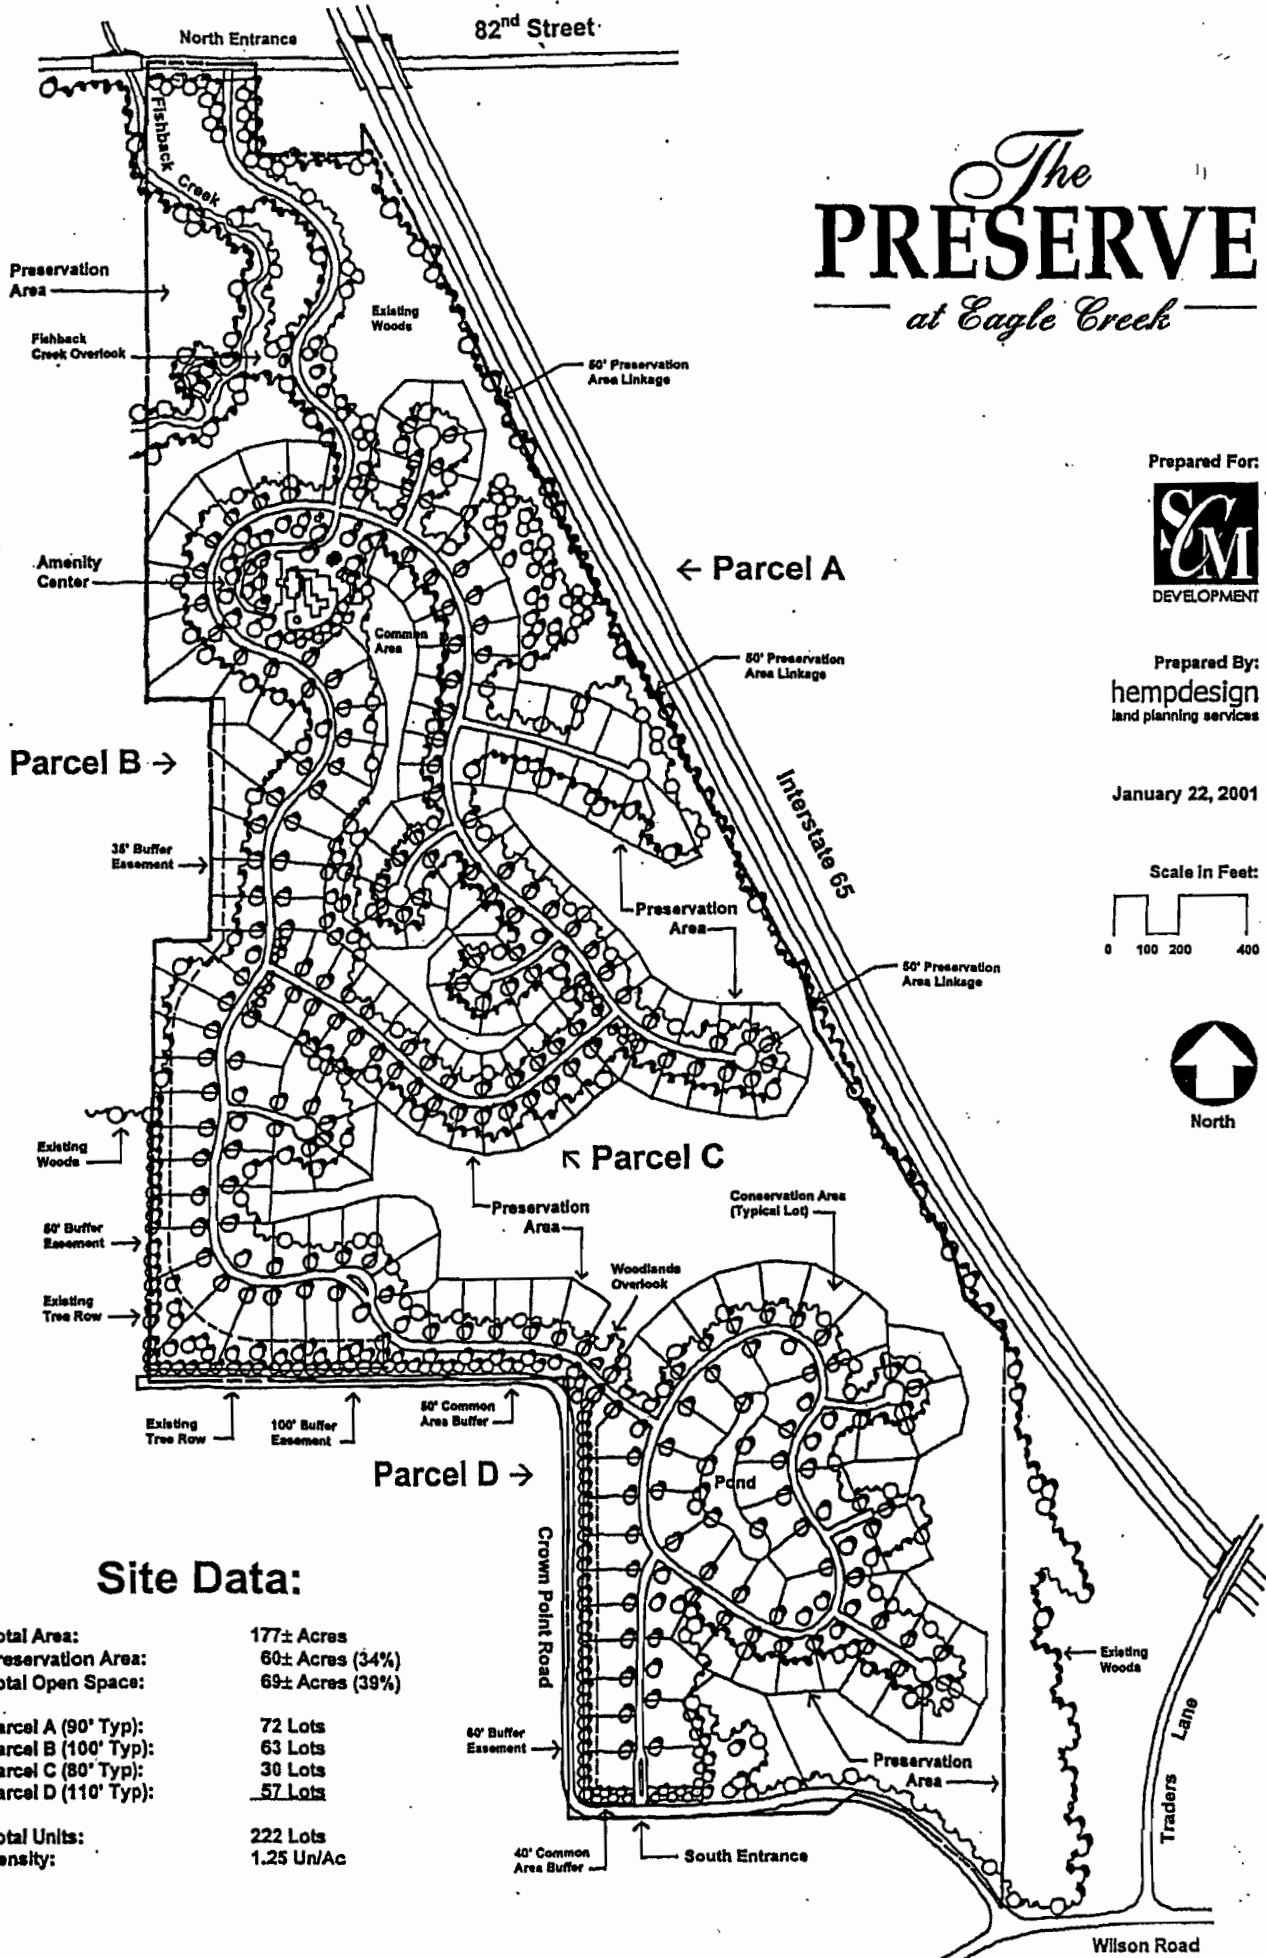 82nd Street
North Entrance
Fishback
Creek
The
PRESERVE
at Eagle Creek
Preservation
Area
Existing
Woods
Fishback
Creek Overlook
50' Preservation
Area Linkage
Prepared For:
SCM
DEVELOPMENT
Amenity
Center
← Parcel A
Common
Area
50' Preservation
Area Linkage
Prepared By:
hempdesign
land planning services
Parcel B →
Interstate 65
January 22, 2001
35' Buffer
Easement
Scale in Feet:
0 100 200 400
Preservation
Area
50' Preservation
Area Linkage
North
Existing
Woods
Parcel C
Preservation
Area
Conservation Area
(Typical Lot)
50' Buffer
Easement
Woodlands
Overlook
Existing
Tree Row
Existing
Tree Row
100' Buffer
Easement
50' Common
Area Buffer
Parcel D →
Pond
Crown Point Road
Site Data:
otal Area: 177± Acres
reservation Area: 60± Acres (34%)
otal Open Space: 69± Acres (39%)
arcel A (90' Typ): 72 Lots
arcel B (100' Typ): 63 Lots
arcel C (80' Typ): 30 Lots
arcel D (110' Typ): 57 Lots
otal Units: 222 Lots
ensity: 1.25 Un/Ac
Existing
Woods
Traders Lane
Buffer
Easement
Preservation
Area
40' Common
Area Buffer
South Entrance
Wilson Road